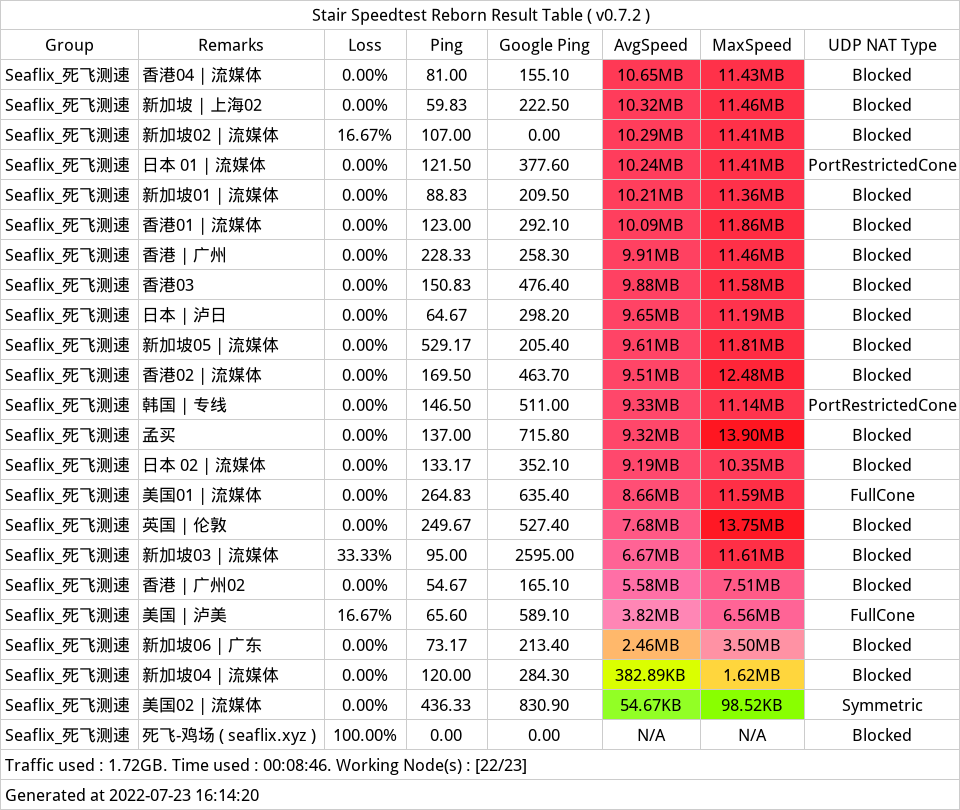 Stair Speedtest Reborn Result Table ( v0.7.2 )
Group Remarks Loss Ping Google Ping AvgSpeed MaxSpeed UDP NAT Type
Seaflix_死飞测速 香港04 | 流媒体 0.00% 81.00 155.10 10.65MB 11.43MB Blocked
Seaflix_死飞测速 新加坡 | 上海02 0.00% 59.83 222.50 10.32MB 11.46MB Blocked
Seaflix_死飞测速 新加坡02 | 流媒体 16.67% 107.00 0.00 10.29MB 11.41MB Blocked
Seaflix_死飞测速 日本 01 | 流媒体 0.00% 121.50 377.60 10.24MB 11.41MB PortRestrictedCone
Seaflix_死飞测速 新加坡01 | 流媒体 0.00% 88.83 209.50 10.21MB 11.36MB Blocked
Seaflix_死飞测速 香港01 | 流媒体 0.00% 123.00 292.10 10.09MB 11.86MB Blocked
Seaflix_死飞测速 香港 | 广州 0.00% 228.33 258.30 9.91MB 11.46MB Blocked
Seaflix_死飞测速 香港03 0.00% 150.83 476.40 9.88MB 11.58MB Blocked
Seaflix_死飞测速 日本 | 泸日 0.00% 64.67 298.20 9.65MB 11.19MB Blocked
Seaflix_死飞测速 新加坡05 | 流媒体 0.00% 529.17 205.40 9.61MB 11.81MB Blocked
Seaflix_死飞测速 香港02 | 流媒体 0.00% 169.50 463.70 9.51MB 12.48MB Blocked
Seaflix_死飞测速 韩国 | 专线 0.00% 146.50 511.00 9.33MB 11.14MB PortRestrictedCone
Seaflix_死飞测速 孟买 0.00% 137.00 715.80 9.32MB 13.90MB Blocked
Seaflix_死飞测速 日本 02 | 流媒体 0.00% 133.17 352.10 9.19MB 10.35MB Blocked
Seaflix_死飞测速 美国01 | 流媒体 0.00% 264.83 635.40 8.66MB 11.59MB FullCone
Seaflix_死飞测速 英国 | 伦敦 0.00% 249.67 527.40 7.68MB 13.75MB Blocked
Seaflix_死飞测速 新加坡03 | 流媒体 33.33% 95.00 2595.00 6.67MB 11.61MB Blocked
Seaflix_死飞测速 香港 | 广州02 0.00% 54.67 165.10 5.58MB 7.51MB Blocked
Seaflix_死飞测速 美国 | 泸美 16.67% 65.60 589.10 3.82MB 6.56MB FullCone
Seaflix_死飞测速 新加坡06 | 广东 0.00% 73.17 213.40 2.46MB 3.50MB Blocked
Seaflix_死飞测速 新加坡04 | 流媒体 0.00% 120.00 284.30 382.89KB 1.62MB Blocked
Seaflix_死飞测速 美国02 | 流媒体 0.00% 436.33 830.90 54.67KB 98.52KB Symmetric
Seaflix_死飞测速 死飞-鸡场 ( seaflix.xyz ) 100.00% 0.00 0.00 N/A N/A Blocked
Traffic used : 1.72GB. Time used : 00:08:46. Working Node(s) : [22/23]
Generated at 2022-07-23 16:14:20